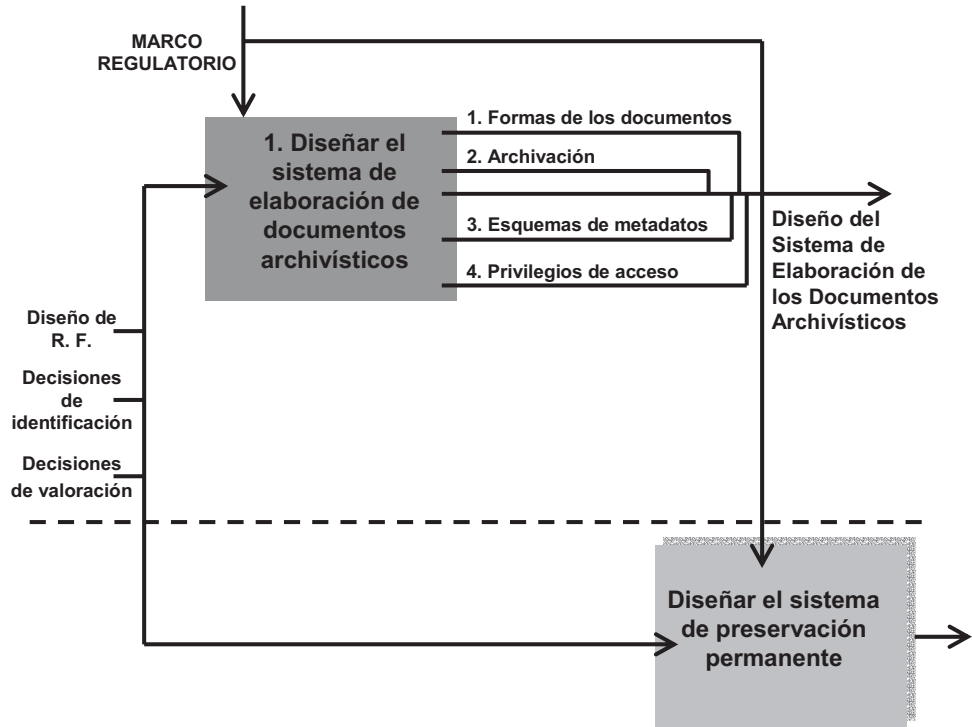 MARCO
REGULATORIO
1. Diseñar el
sistema de
elaboración de
documentos
archivísticos
1. Formas de los documentos
2. Archivación
3. Esquemas de metadatos
4. Privilegios de acceso
Diseño del
Sistema de
Elaboración de
los Documentos
Archivísticos
Diseño de
R. F.
Decisiones
de
identificación
Decisiones
de valoración
Diseñar el sistema
de preservación
permanente